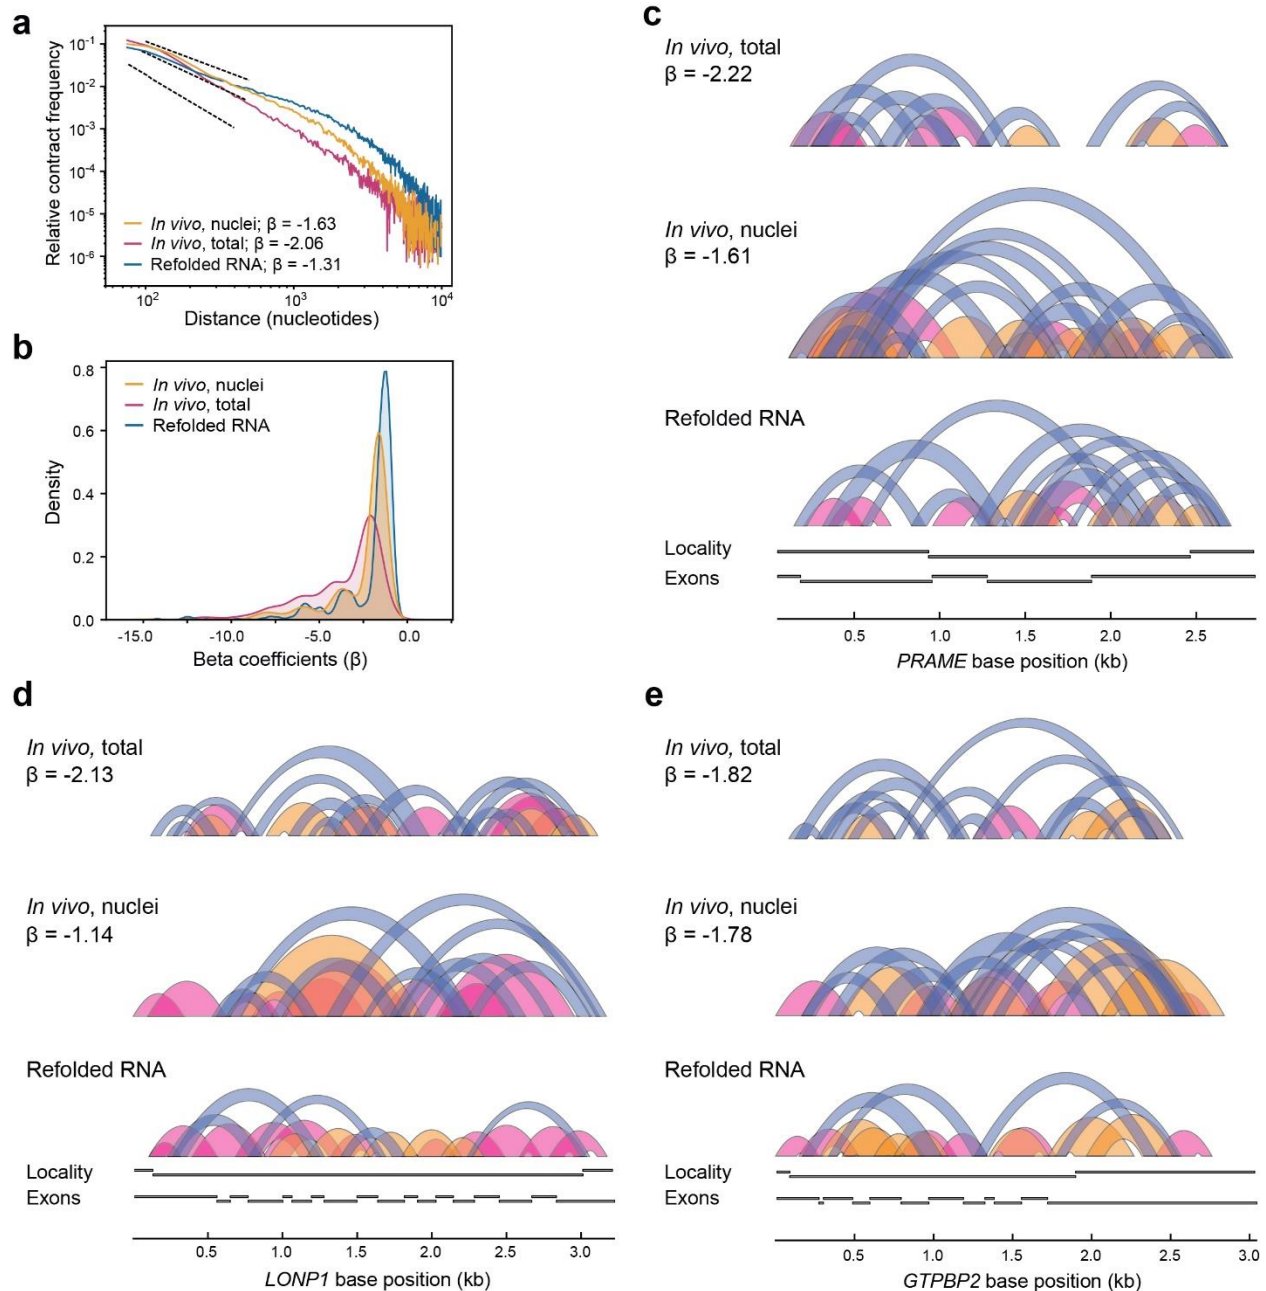 a
Relative contract frequency
10⁻¹
10⁻²
10⁻³
10⁻⁴
10⁻⁵
10⁻⁶
In vivo, nuclei; β = -1.63
In vivo, total; β = -2.06
Refolded RNA; β = -1.31
10² 10³ 10⁴
Distance (nucleotides)
b
Density
0.8
0.6
0.4
0.2
0.0
In vivo, nuclei
In vivo, total
Refolded RNA
-15.0 -10.0 -5.0 0.0
Beta coefficients (β)
c
In vivo, total
β = -2.22
In vivo, nuclei
β = -1.61
Refolded RNA
Locality
Exons
0.5 1.0 1.5 2.0 2.5
PRAME base position (kb)
d
In vivo, total
β = -2.13
In vivo, nuclei
β = -1.14
Refolded RNA
Locality
Exons
0.5 1.0 1.5 2.0 2.5 3.0
LONP1 base position (kb)
e
In vivo, total
β = -1.82
In vivo, nuclei
β = -1.78
Refolded RNA
Locality
Exons
0.5 1.0 1.5 2.0 2.5 3.0
GTPBP2 base position (kb)